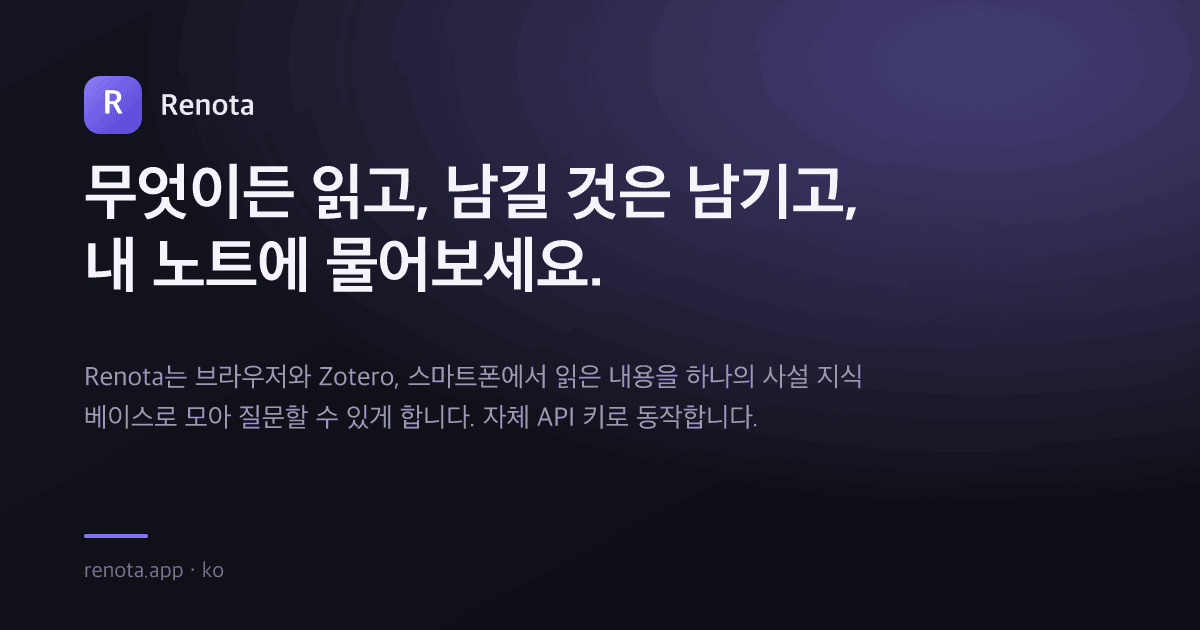 R
Renota
무엇이든 읽고, 남길 것은 남기고,
내 노트에 물어보세요.
Renota는 브라우저와 Zotero, 스마트폰에서 읽은 내용을 하나의 사설 지식
베이스로 모아 질문할 수 있게 합니다. 자체 API 키로 동작합니다.
renota.app · ko